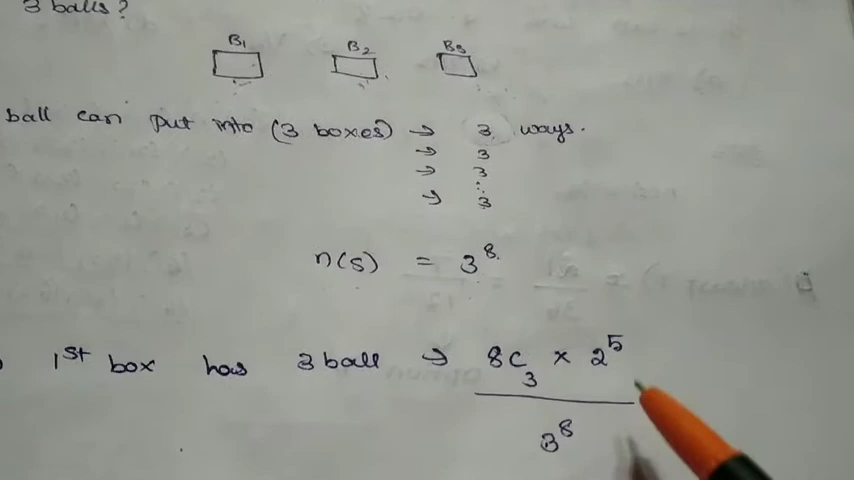 3 balls?
B1 B2 B3
ball can put into (3 boxes) → 3 ways.
→ 3
→ 3
:
→ 3
n(s) = 3^8.
1st box has 3 ball → 8C3 × 2^5
3^8